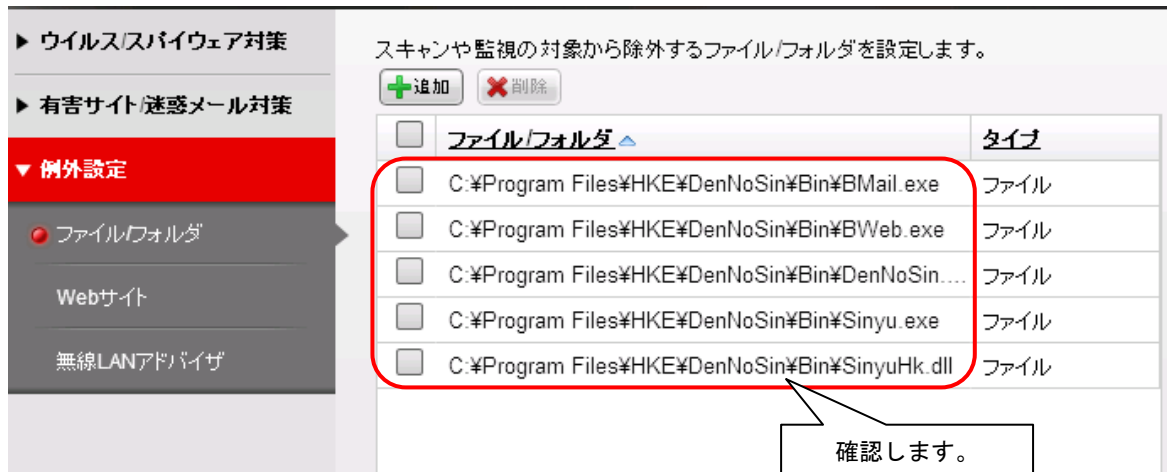 ▶ ウイルス/スパイウェア対策
▶ 有害サイト/迷惑メール対策
▼ 例外設定
ファイル/フォルダ
Webサイト
無線LANアドバイザ
スキャンや監視の対象から除外するファイル/フォルダを設定します。
追加 削除
ファイル/フォルダ タイプ
C:¥Program Files¥HKE¥DenNoSin¥Bin¥BMail.exe ファイル
C:¥Program Files¥HKE¥DenNoSin¥Bin¥BWeb.exe ファイル
C:¥Program Files¥HKE¥DenNoSin¥Bin¥DenNoSin.... ファイル
C:¥Program Files¥HKE¥DenNoSin¥Bin¥Sinyu.exe ファイル
C:¥Program Files¥HKE¥DenNoSin¥Bin¥SinyuHk.dll ファイル
確認します。